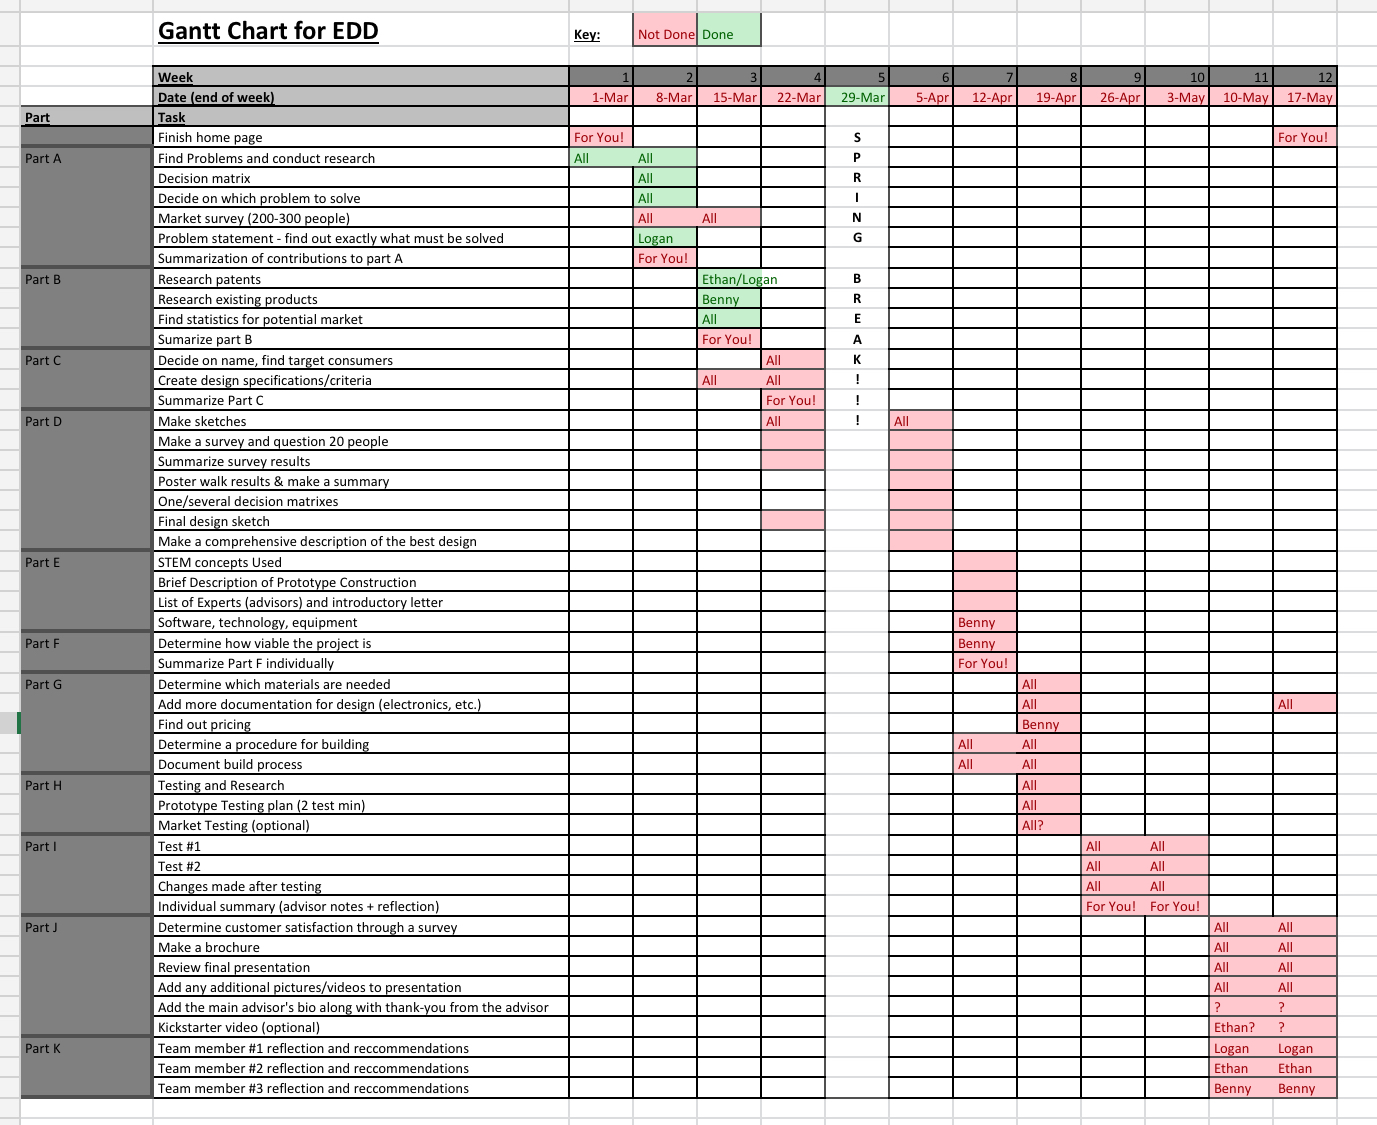 Gantt Chart for EDD Key: Not Done Done
Week 1 2 3 4 5 6 7 8 9 10 11 12
Date (end of week) 1-Mar 8-Mar 15-Mar 22-Mar 29-Mar 5-Apr 12-Apr 19-Apr 26-Apr 3-May 10-May 17-May
Part Task
Finish home page For You! S For You!
Part A Find Problems and conduct research All All P
Decision matrix All R
Decide on which problem to solve All I
Market survey (200-300 people) All All N
Problem statement - find out exactly what must be solved Logan G
Summarization of contributions to part A For You!
Part B Research patents Ethan/Logan B
Research existing products Benny R
Find statistics for potential market All E
Sumarize part B For You! A
Part C Decide on name, find target consumers All K
Create design specifications/criteria All All !
Summarize Part C For You! !
Part D Make sketches All ! All
Make a survey and question 20 people
Summarize survey results
Poster walk results & make a summary
One/several decision matrixes
Final design sketch
Make a comprehensive description of the best design
Part E STEM concepts Used
Brief Description of Prototype Construction
List of Experts (advisors) and introductory letter
Software, technology, equipment Benny
Part F Determine how viable the project is Benny
Summarize Part F individually For You!
Part G Determine which materials are needed All
Add more documentation for design (electronics, etc.) All All
Find out pricing Benny
Determine a procedure for building All All
Document build process All All
Part H Testing and Research All
Prototype Testing plan (2 test min) All
Market Testing (optional) All?
Part I Test #1 All All
Test #2 All All
Changes made after testing All All
Individual summary (advisor notes + reflection) For You! For You!
Part J Determine customer satisfaction through a survey All All
Make a brochure All All
Review final presentation All All
Add any additional pictures/videos to presentation All All
Add the main advisor's bio along with thank-you from the advisor ? ?
Kickstarter video (optional) Ethan? ?
Part K Team member #1 reflection and reccommendations Logan Logan
Team member #2 reflection and reccommendations Ethan Ethan
Team member #3 reflection and reccommendations Benny Benny